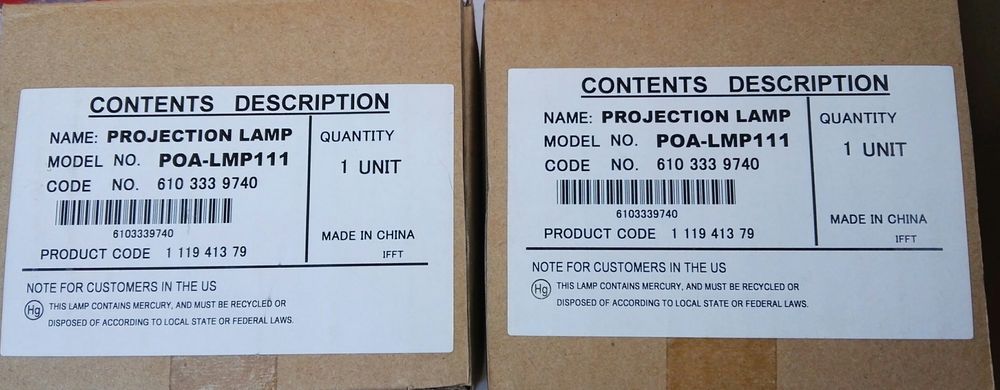 CONTENTS DESCRIPTION
NAME: PROJECTION LAMP
MODEL NO. POA-LMP111
CODE NO. 610 333 9740
6103339740
PRODUCT CODE 1 119 413 79
QUANTITY
1 UNIT
MADE IN CHINA
IFFT
NOTE FOR CUSTOMERS IN THE US
Hg THIS LAMP CONTAINS MERCURY, AND MUST BE RECYCLED OR
DISPOSED OF ACCORDING TO LOCAL STATE OR FEDERAL LAWS.
CONTENTS DESCRIPTION
NAME: PROJECTION LAMP
MODEL NO. POA-LMP111
CODE NO. 610 333 9740
6103339740
PRODUCT CODE 1 119 413 79
QUANTITY
1 UNIT
MADE IN CHINA
IFFT
NOTE FOR CUSTOMERS IN THE US
Hg THIS LAMP CONTAINS MERCURY, AND MUST BE RECYCLED OR
DISPOSED OF ACCORDING TO LOCAL STATE OR FEDERAL LAWS.